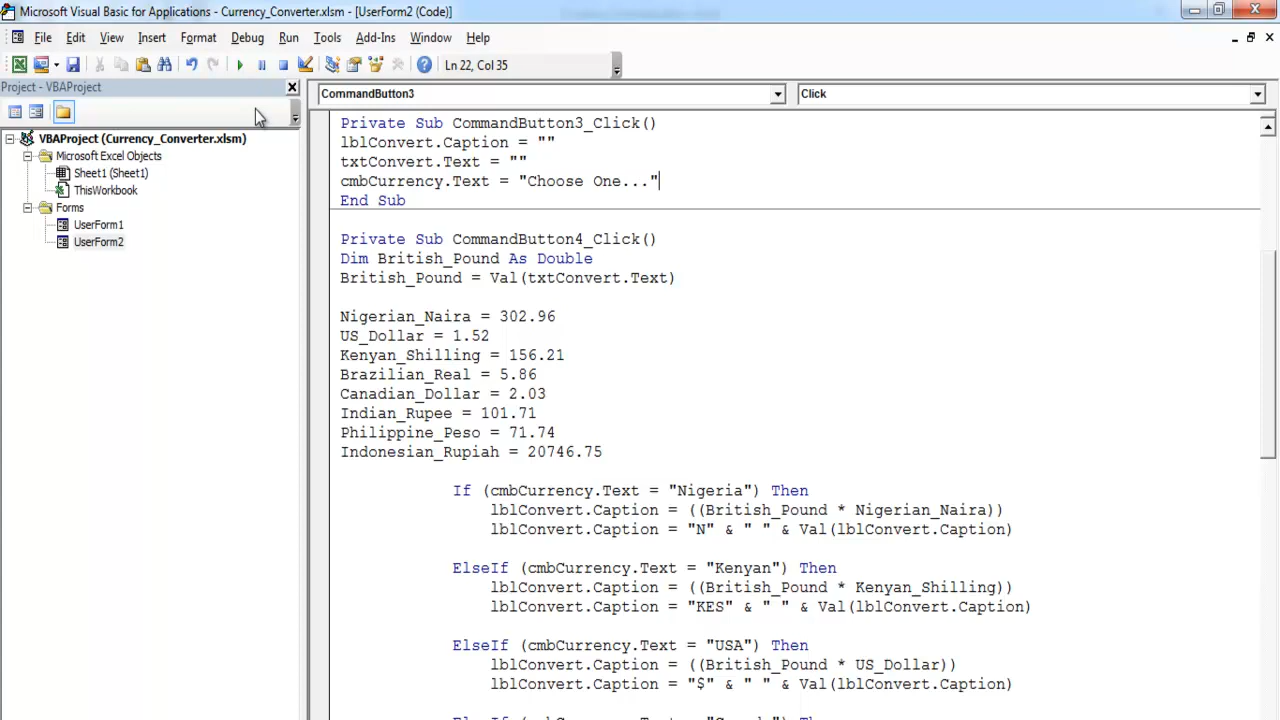 Microsoft Visual Basic for Applications - Currency_Converter.xlsm - [UserForm2 (Code)]
File Edit View Insert Format Debug Run Tools Add-Ins Window Help
Ln 22, Col 35
Project - VBAProject
CommandButton3
Click
VBAProject (Currency_Converter.xlsm)
Microsoft Excel Objects
Sheet1 (Sheet1)
ThisWorkbook
Forms
UserForm1
UserForm2
Private Sub CommandButton3_Click()
lblConvert.Caption = ""
txtConvert.Text = ""
cmbCurrency.Text = "Choose One..."
End Sub
Private Sub CommandButton4_Click()
Dim British_Pound As Double
British_Pound = Val(txtConvert.Text)
Nigerian_Naira = 302.96
US_Dollar = 1.52
Kenyan_Shilling = 156.21
Brazilian_Real = 5.86
Canadian_Dollar = 2.03
Indian_Rupee = 101.71
Philippine_Peso = 71.74
Indonesian_Rupiah = 20746.75
If (cmbCurrency.Text = "Nigeria") Then
lblConvert.Caption = ((British_Pound * Nigerian_Naira))
lblConvert.Caption = "N" & " " & Val(lblConvert.Caption)
ElseIf (cmbCurrency.Text = "Kenyan") Then
lblConvert.Caption = ((British_Pound * Kenyan_Shilling))
lblConvert.Caption = "KES" & " " & Val(lblConvert.Caption)
ElseIf (cmbCurrency.Text = "USA") Then
lblConvert.Caption = ((British_Pound * US_Dollar))
lblConvert.Caption = "$" & " " & Val(lblConvert.Caption)